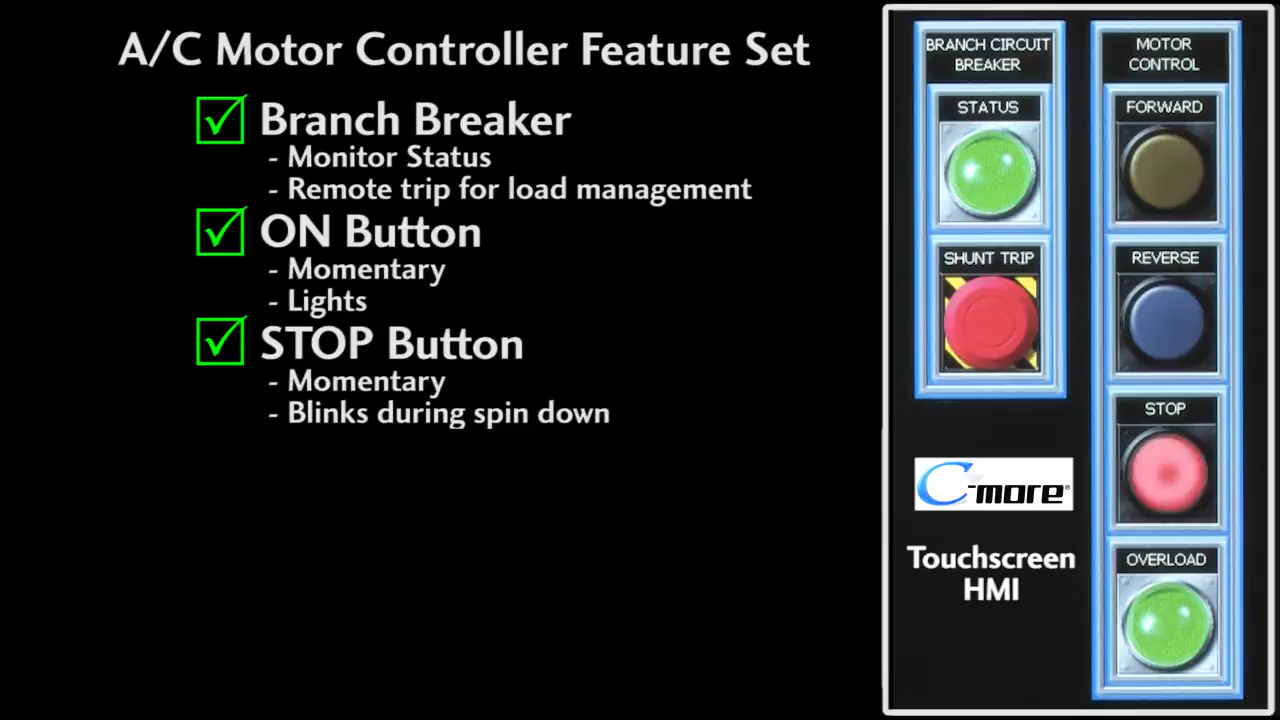 A/C Motor Controller Feature Set
Branch Breaker
- Monitor Status
- Remote trip for load management
ON Button
- Momentary
- Lights
STOP Button
- Momentary
- Blinks during spin down
BRANCH CIRCUIT
BREAKER
STATUS
SHUNT TRIP
C-more®
Touchscreen
HMI
MOTOR
CONTROL
FORWARD
REVERSE
STOP
OVERLOAD